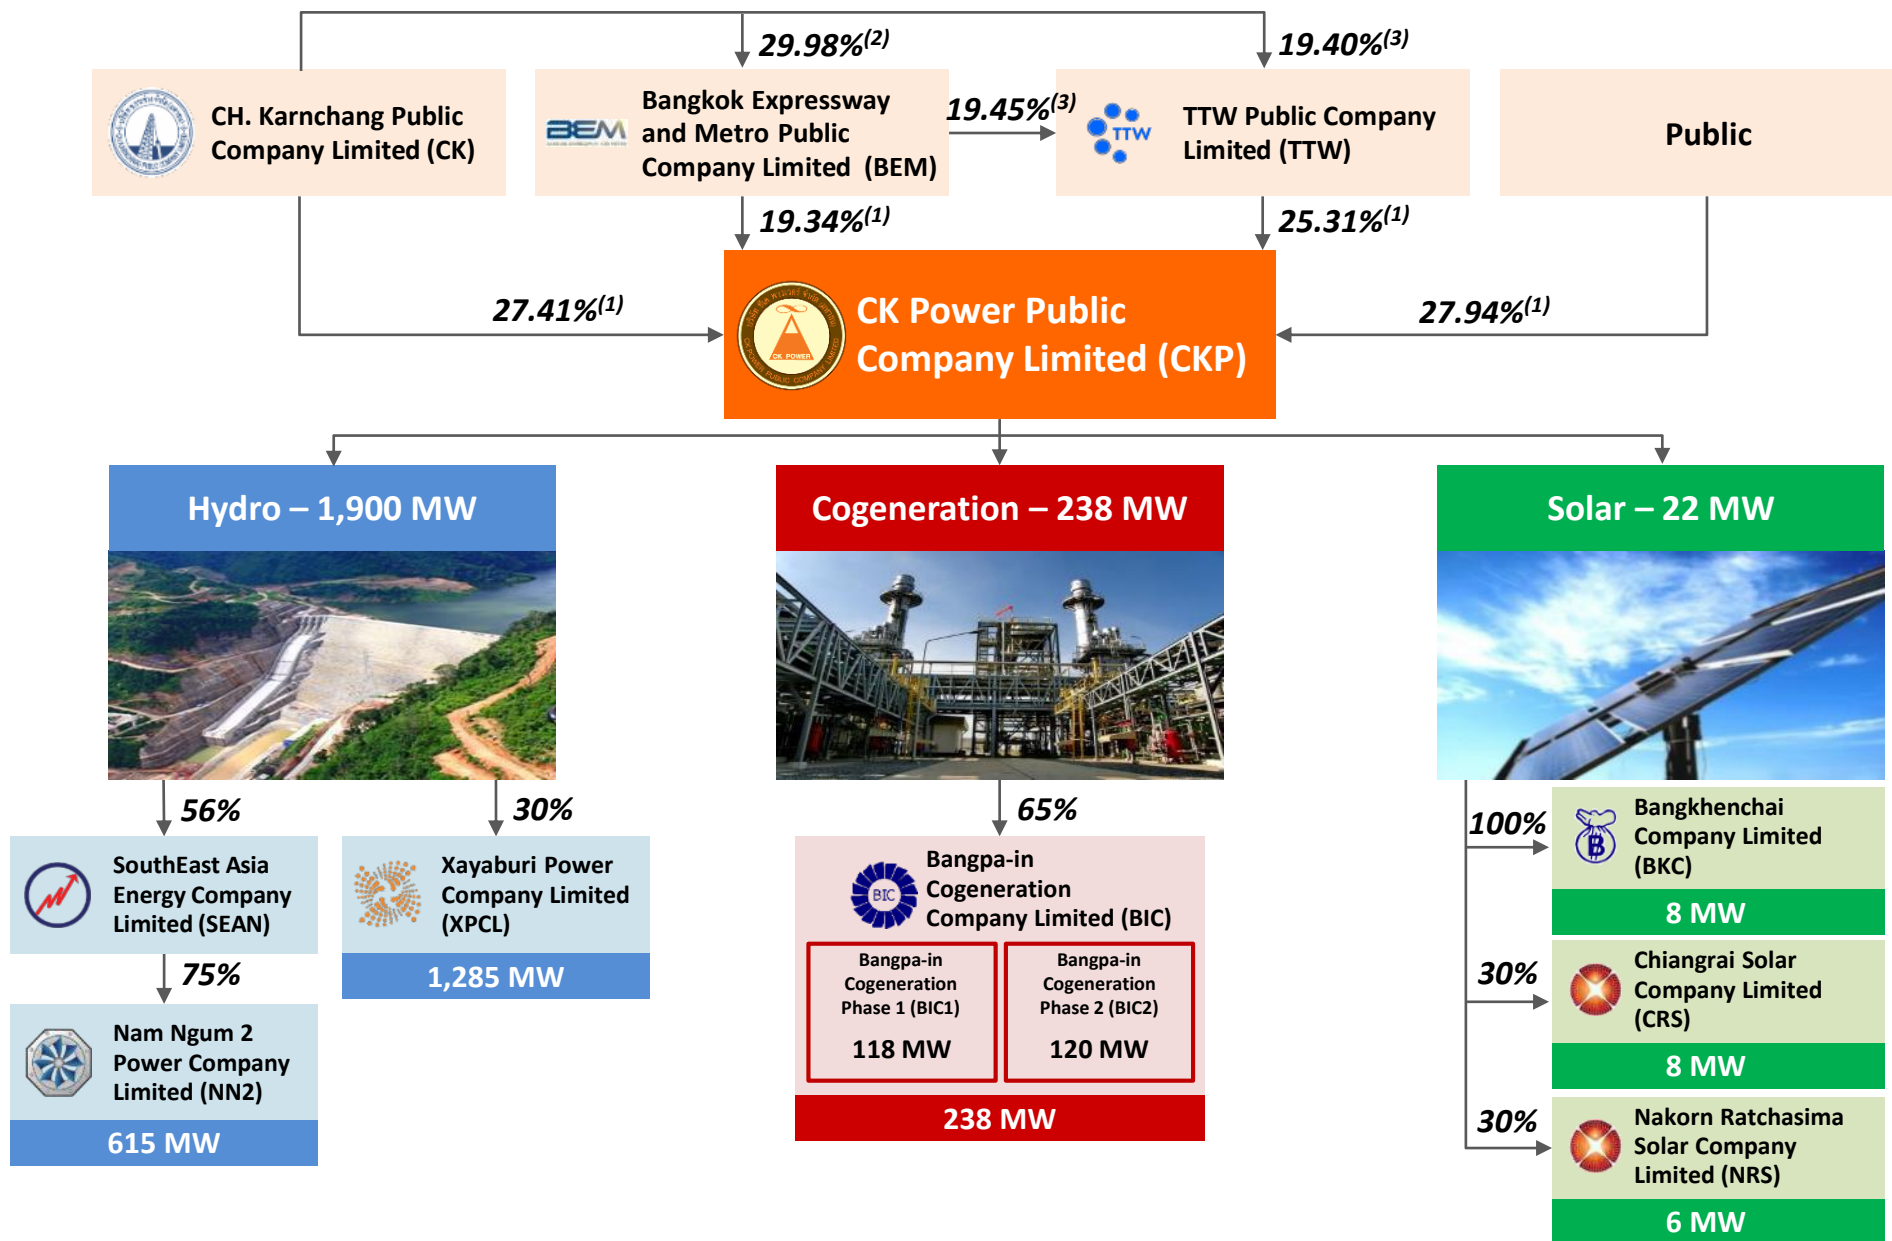 29.98%(2)
19.40%(3)
CH. Karnchang Public
Company Limited (CK)
BEM
Bangkok Expressway
and Metro Public
Company Limited (BEM)
19.45%(3)
TTW
TTW Public Company
Limited (TTW)
Public
19.34%(1)
25.31%(1)
27.41%(1)
CK POWER
CKPOWER PUBLIC COMPANY LIMITED
CK Power Public
Company Limited (CKP)
27.94%(1)
Hydro – 1,900 MW
Cogeneration – 238 MW
Solar – 22 MW
56%
30%
65%
SouthEast Asia
Energy Company
Limited (SEAN)
Xayaburi Power
Company Limited
(XPCL)
1,285 MW
75%
Nam Ngum 2
Power Company
Limited (NN2)
615 MW
BIC
Bangpa-in
Cogeneration
Company Limited (BIC)
Bangpa-in
Cogeneration
Phase 1 (BIC1)
118 MW
Bangpa-in
Cogeneration
Phase 2 (BIC2)
120 MW
238 MW
100%
B
Bangkhenchai
Company Limited
(BKC)
8 MW
30%
Chiangrai Solar
Company Limited
(CRS)
8 MW
30%
Nakorn Ratchasima
Solar Company
Limited (NRS)
6 MW